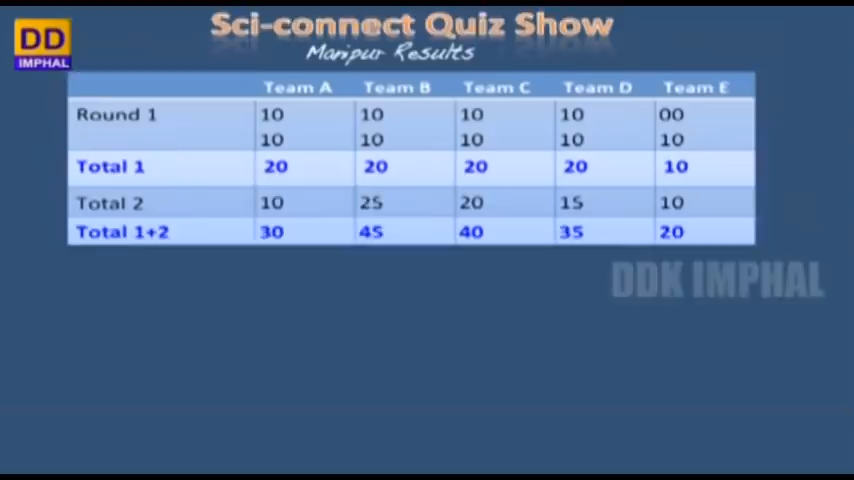 Sci-connect Quiz Show
Manipur Results
DD
IMPHAL
Team A Team B Team C Team D Team E
Round 1 10 10 10 10 00
10 10 10 10 10
Total 1 20 20 20 20 10
Total 2 10 25 20 15 10
Total 1+2 30 45 40 35 20
DDK IMPHAL